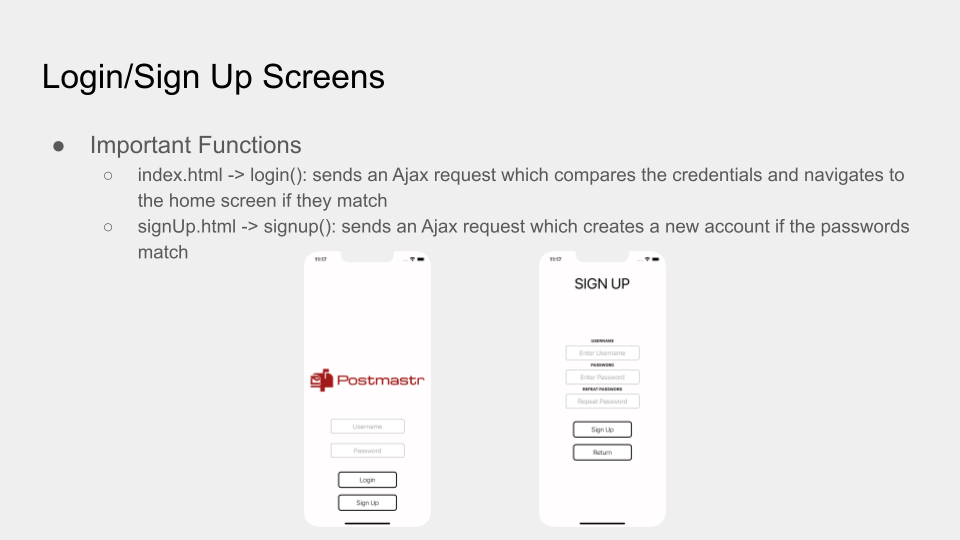 Login/Sign Up Screens
● Important Functions
○ index.html -> login(): sends an Ajax request which compares the credentials and navigates to
the home screen if they match
○ signUp.html -> signup(): sends an Ajax request which creates a new account if the passwords
match
11:17
Postmastr
Username
Password
Login
Sign Up
11:17
SIGN UP
USERNAME
Enter Username
PASSWORD
Enter Password
REPEAT PASSWORD
Repeat Password
Sign Up
Return